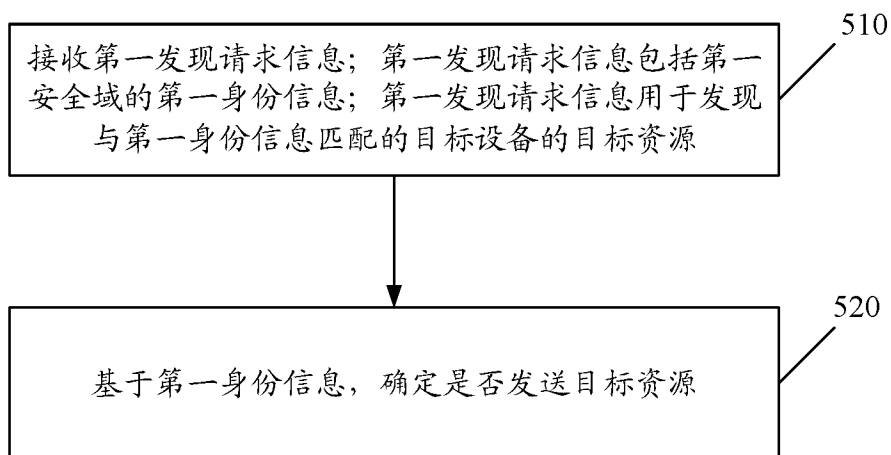 510
接收第一发现请求信息；第一发现请求信息包括第一
安全域的第一身份信息；第一发现请求信息用于发现
与第一身份信息匹配的目标设备的目标资源
520
基于第一身份信息，确定是否发送目标资源